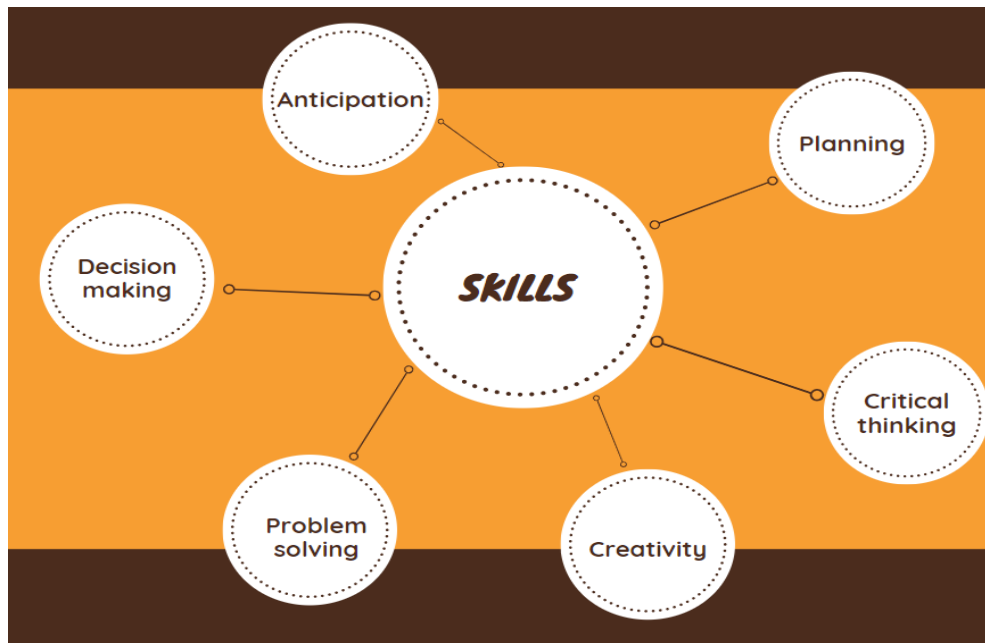 Anticipation
Planning
SKILLS
Decision
making
Critical
thinking
Problem
solving
Creativity